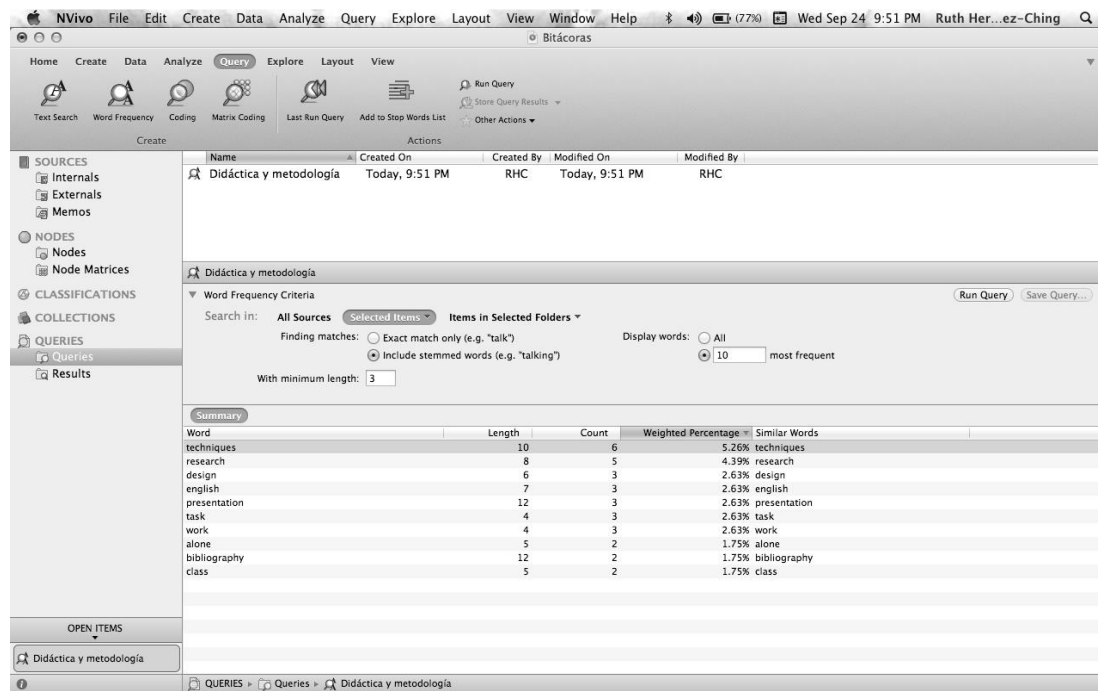 NVivo File Edit Create Data Analyze Query Explore Layout View Window Help (77%) Wed Sep 24 9:51 PM Ruth Her...ez-Ching
Bitácoras
Home Create Data Analyze Query Explore Layout View
Run Query
Store Query Results
Other Actions
Text Search Word Frequency Coding Matrix Coding Last Run Query Add to Stop Words List
Create Actions
SOURCES
Internals
Externals
Memos
NODES
Nodes
Node Matrices
CLASSIFICATIONS
COLLECTIONS
QUERIES
Queries
Results
OPEN ITEMS
Didáctica y metodología
Name Created On Created By Modified On Modified By
Didáctica y metodología Today, 9:51 PM RHC Today, 9:51 PM RHC
Didáctica y metodología
Word Frequency Criteria Run Query Save Query...
Search in: All Sources Selected Items Items in Selected Folders
Finding matches: Exact match only (e.g. "talk") Display words: All
Include stemmed words (e.g. "talking") 10 most frequent
With minimum length: 3
Summary
Word Length Count Weighted Percentage Similar Words
techniques 10 6 5.26% techniques
research 8 5 4.39% research
design 6 3 2.63% design
english 7 3 2.63% english
presentation 12 3 2.63% presentation
task 4 3 2.63% task
work 4 3 2.63% work
alone 5 2 1.75% alone
bibliography 12 2 1.75% bibliography
class 5 2 1.75% class
QUERIES Queries Didáctica y metodología